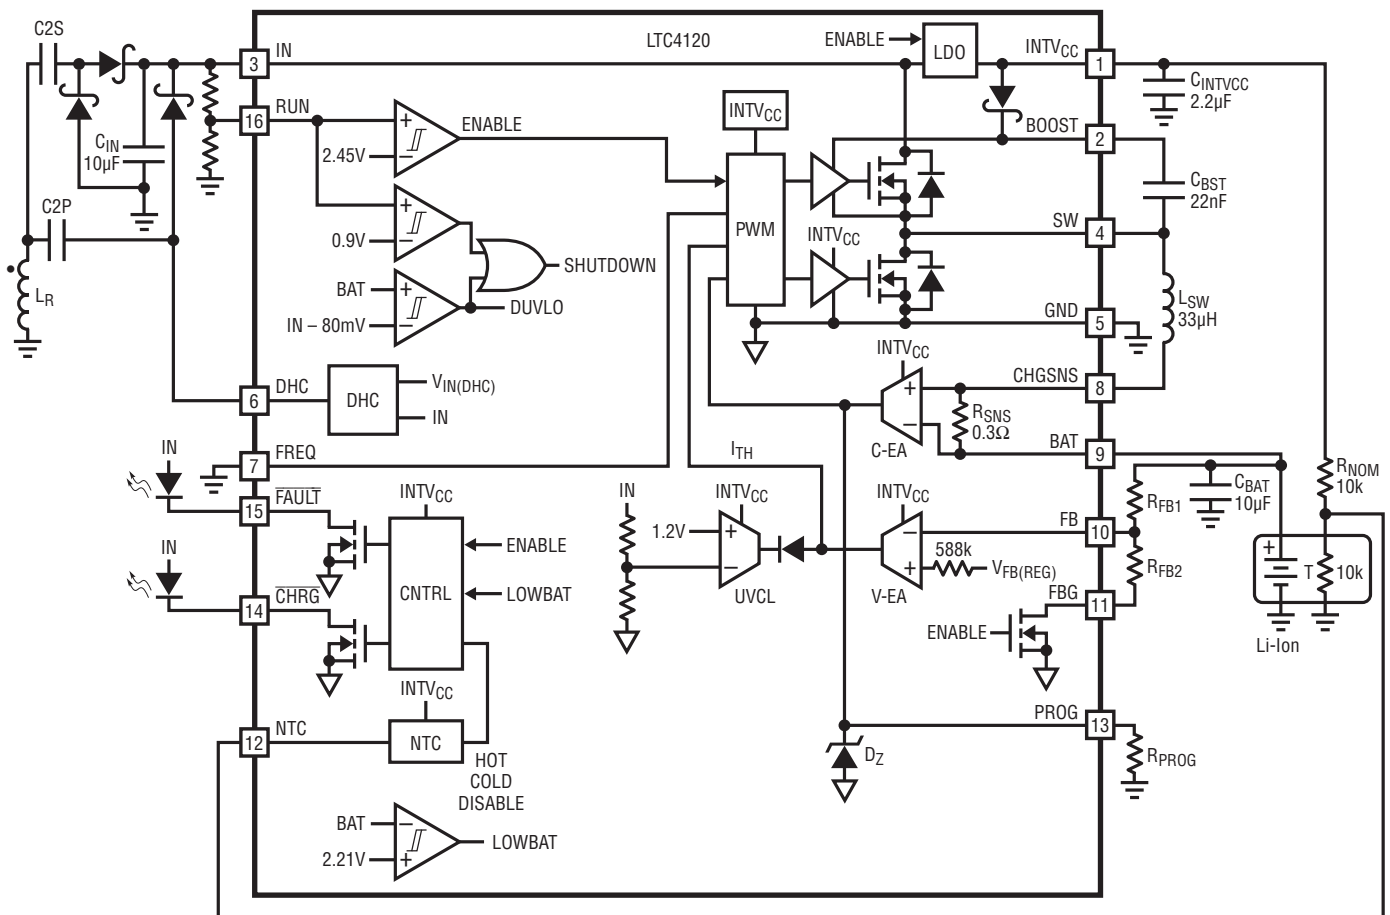 C2S
IN
3
LTC4120
ENABLE
LDO
INTVCC
1
CINTVCC
2.2µF
RUN
16
CIN
10µF
2.45V
+
−
ENABLE
INTVCC
BOOST
2
CBST
22nF
C2P
+
0.9V
−
PWM
INTVCC
SW
4
SHUTDOWN
LR
BAT
+
IN – 80mV
−
DUVLO
LSW
33µH
GND
5
DHC
6
DHC
VIN(DHC)
IN
INTVCC
CHGSNS
8
+
−
C-EA
RSNS
0.3Ω
BAT
9
IN
FREQ
7
ITH
RNOM
10k
FAULT
15
INTVCC
IN
INTVCC
1.2V
+
−
UVCL
INTVCC
−
+
V-EA
588k
VFB(REG)
FB
10
RFB1
CBAT
10µF
RFB2
+
T
10k
Li-Ion
IN
CHRG
14
CNTRL
ENABLE
LOWBAT
FBG
11
ENABLE
INTVCC
NTC
12
NTC
HOT
COLD
DISABLE
DZ
PROG
13
RPROG
BAT
−
2.21V
+
LOWBAT